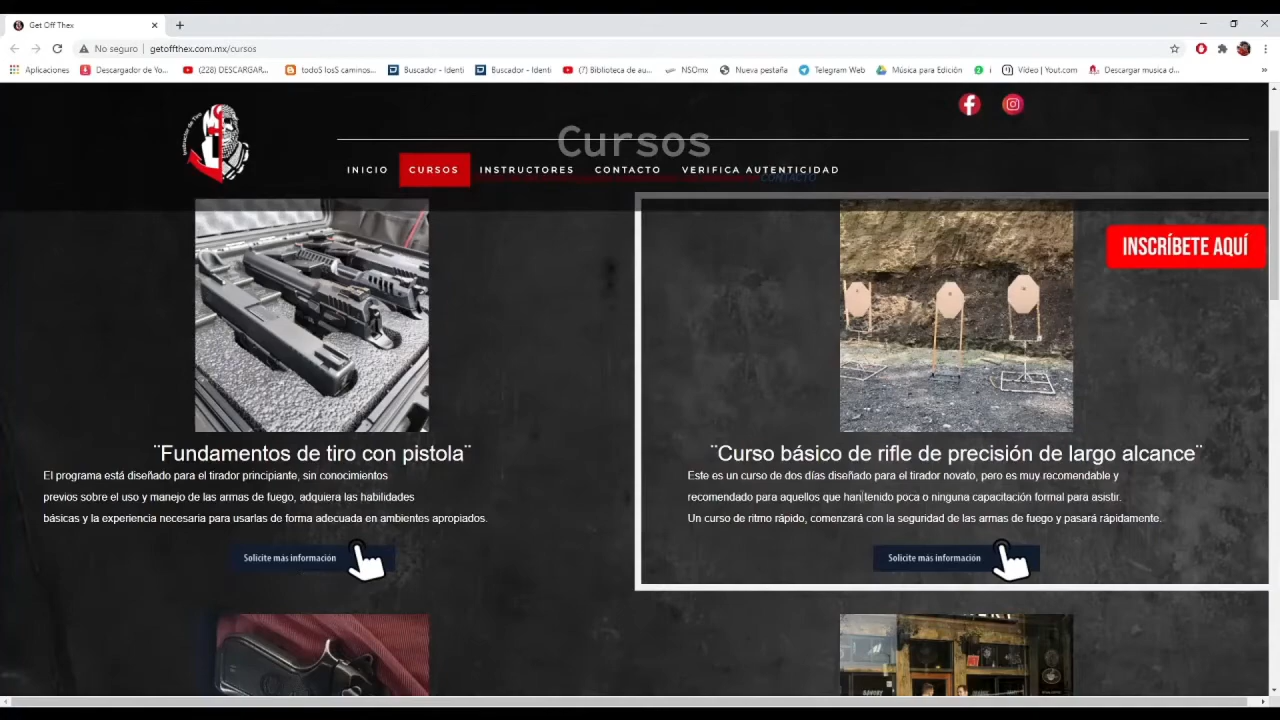 Get Off Thex
No seguro
getoffthex.com.mx/cursos
Aplicaciones
Descargador de Yo...
(228) DESCARGAR...
todoS losS caminos...
Buscador - Identi
Buscador - Identi
(7) Biblioteca de au...
NSOmx
Nueva pestaña
Telegram Web
Música para Edición
2
i
Vídeo | Yout.com
Descargar musica d...
»
Instructor de Tiro
Cursos
INICIO
CURSOS
INSTRUCTORES
CONTACTO
VERIFICA AUTENTICIDAD
CONTACTO
INSCRÍBETE AQUÍ
¨Fundamentos de tiro con pistola¨
El programa está diseñado para el tirador principiante, sin conocimientos
previos sobre el uso y manejo de las armas de fuego, adquiera las habilidades
básicas y la experiencia necesaria para usarlas de forma adecuada en ambientes apropiados.
Solicite más información
¨Curso básico de rifle de precisión de largo alcance¨
Este es un curso de dos días diseñado para el tirador novato, pero es muy recomendable y
recomendado para aquellos que han tenido poca o ninguna capacitación formal para asistir.
Un curso de ritmo rápido, comenzará con la seguridad de las armas de fuego y pasará rápidamente.
Solicite más información